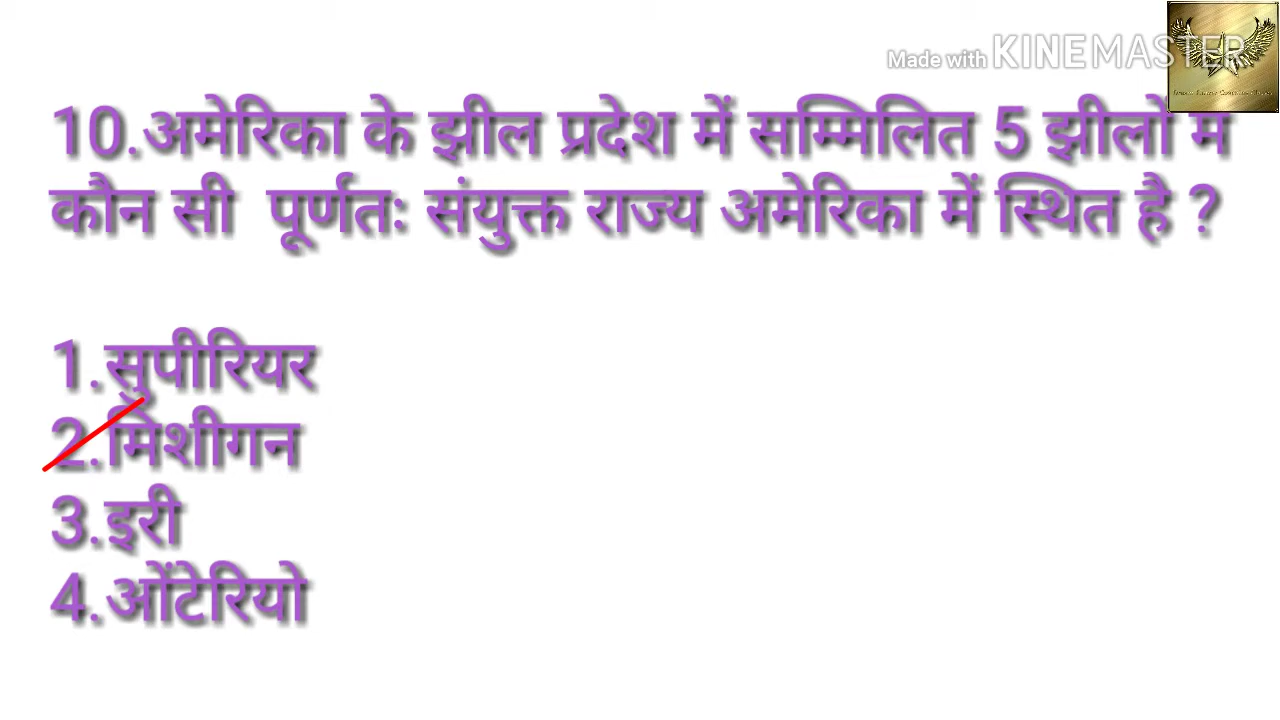 Made with KINEMASTER
10.अमेरिका के झील प्रदेश में सम्मिलित 5 झीलों म
कौन सी पूर्णतः संयुक्त राज्य अमेरिका में स्थित है ?
1.सुपीरियर
2.मिशीगन
3.इरी
4.ओंटेरियो